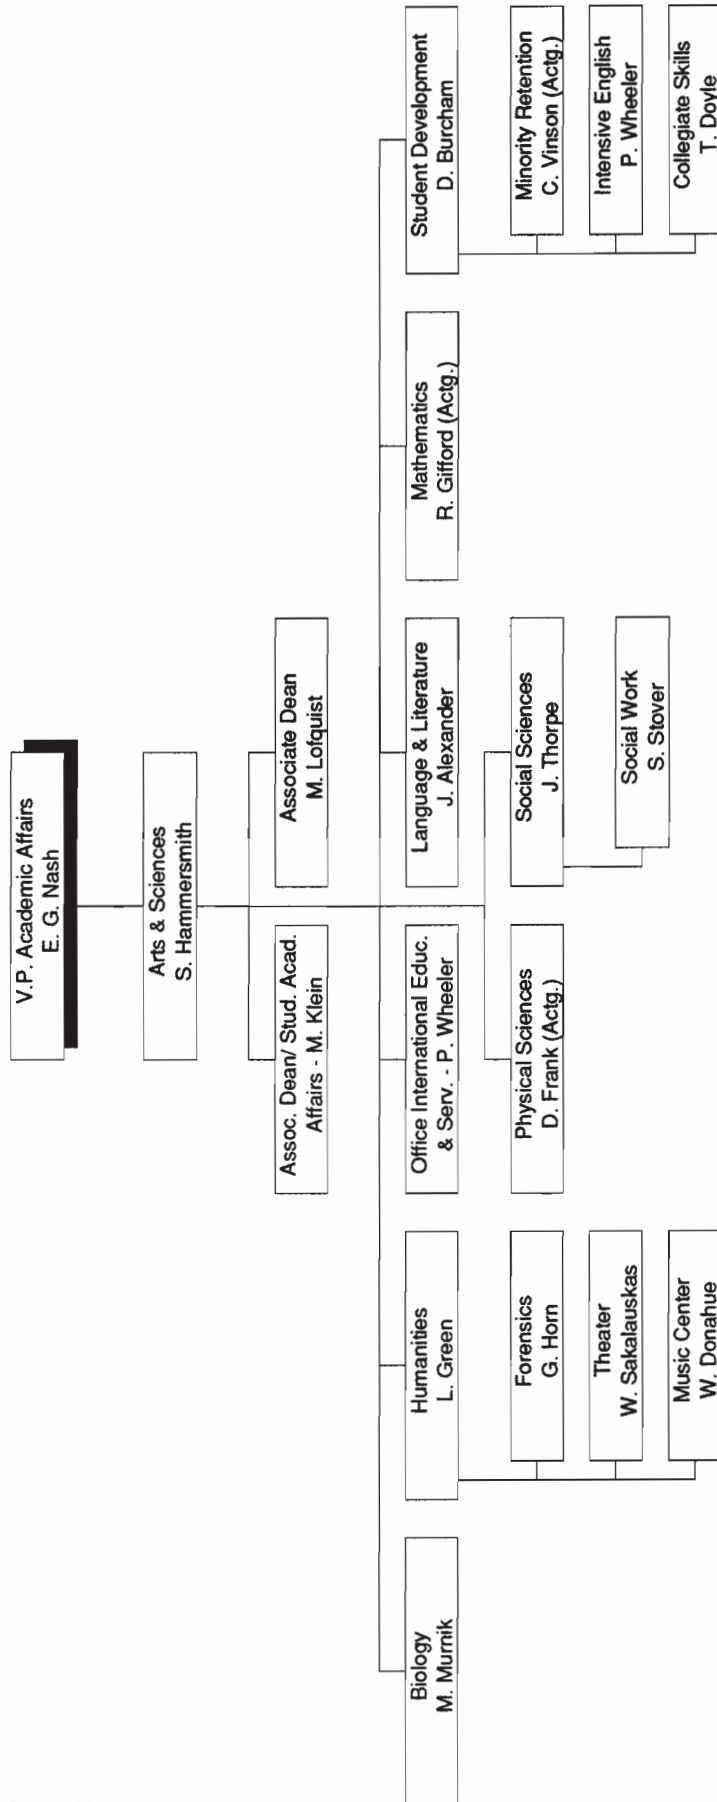 V.P. Academic Affairs
E. G. Nash
Arts & Sciences
S. Hammersmith
Assoc. Dean/ Stud. Acad.
Affairs - M. Klein
Associate Dean
M. Lofquist
Biology
M. Murnik
Humanities
L. Green
Office International Educ.
& Serv. - P. Wheeler
Language & Literature
J. Alexander
Mathematics
R. Gifford (Actg.)
Student Development
D. Burcham
Forensics
G. Horn
Theater
W. Sakalauskas
Music Center
W. Donahue
Physical Sciences
D. Frank (Actg.)
Social Sciences
J. Thorpe
Social Work
S. Stover
Minority Retention
C. Vinson (Actg.)
Intensive English
P. Wheeler
Collegiate Skills
T. Doyle